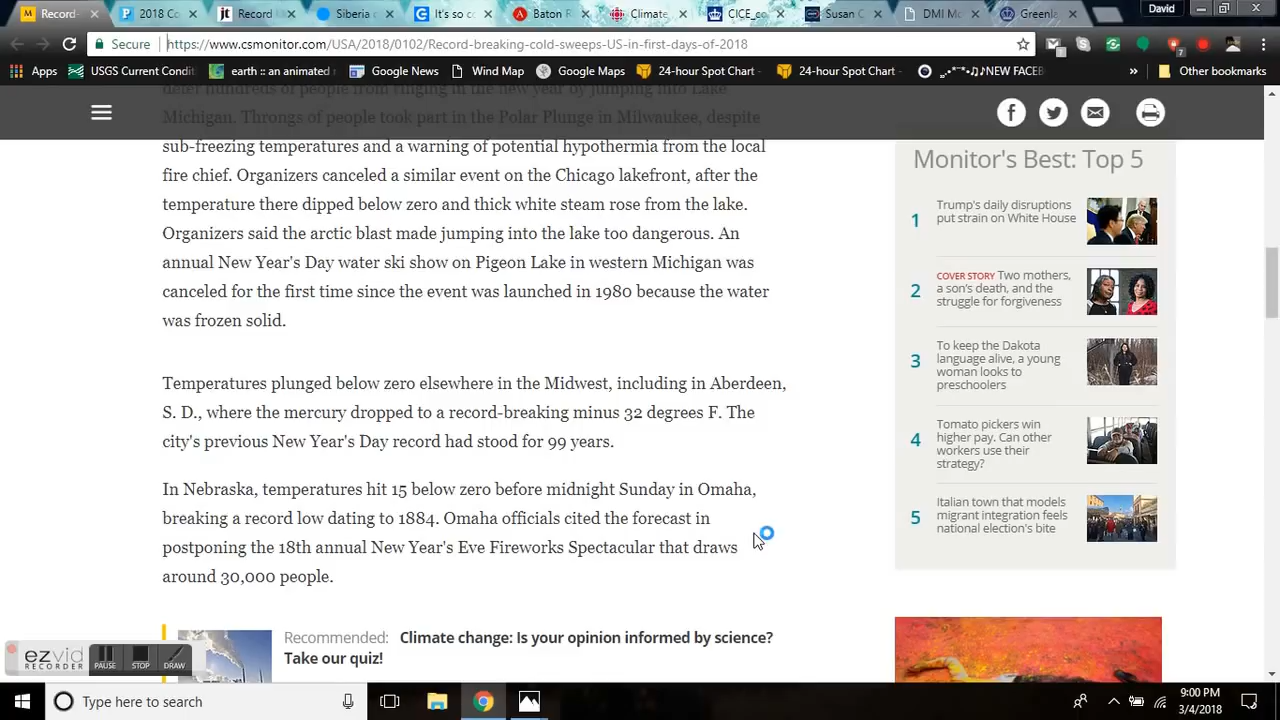 David
Record-
2018 Co
Record
Siberia
It's so c
Baton R
Climate
CICE_co
Susan C
DMI Mo
Greenla
Secure
https://www.csmonitor.com/USA/2018/0102/Record-breaking-cold-sweeps-US-in-first-days-of-2018
Apps
USGS Current Condit
earth :: an animated
Google News
Wind Map
Google Maps
24-hour Spot Chart
24-hour Spot Chart
NEW FACEB
»
Other bookmarks
deter hundreds of people from ringing in the new year by jumping into Lake
Michigan. Throngs of people took part in the Polar Plunge in Milwaukee, despite
sub-freezing temperatures and a warning of potential hypothermia from the local
fire chief. Organizers canceled a similar event on the Chicago lakefront, after the
temperature there dipped below zero and thick white steam rose from the lake.
Organizers said the arctic blast made jumping into the lake too dangerous. An
annual New Year's Day water ski show on Pigeon Lake in western Michigan was
canceled for the first time since the event was launched in 1980 because the water
was frozen solid.
Temperatures plunged below zero elsewhere in the Midwest, including in Aberdeen,
S. D., where the mercury dropped to a record-breaking minus 32 degrees F. The
city's previous New Year's Day record had stood for 99 years.
In Nebraska, temperatures hit 15 below zero before midnight Sunday in Omaha,
breaking a record low dating to 1884. Omaha officials cited the forecast in
postponing the 18th annual New Year's Eve Fireworks Spectacular that draws
around 30,000 people.
Recommended: Climate change: Is your opinion informed by science?
Take our quiz!
Monitor's Best: Top 5
1
Trump's daily disruptions
put strain on White House
2
COVER STORY Two mothers,
a son's death, and the
struggle for forgiveness
3
To keep the Dakota
language alive, a young
woman looks to
preschoolers
4
Tomato pickers win
higher pay. Can other
workers use their
strategy?
5
Italian town that models
migrant integration feels
national election's bite
ezvid
RECORDER
PAUSE
STOP
DRAW
Type here to search
9:00 PM
3/4/2018